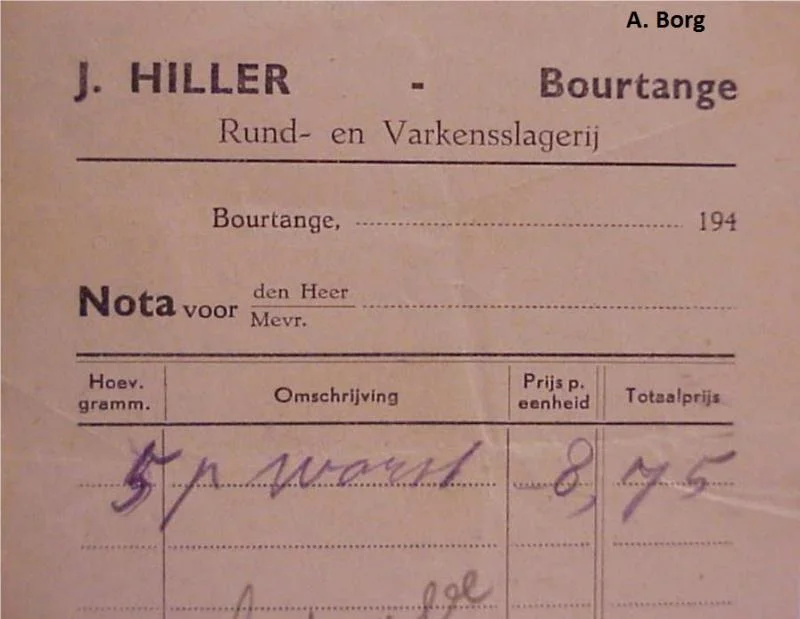 A. Borg
J. HILLER - Bourtange
Rund- en Varkensslagerij
Bourtange, 194
Nota voor den Heer
Mevr.
Hoev. gramm. Omschrijving Prijs p. eenheid Totaalprijs
5 p worst 8,75